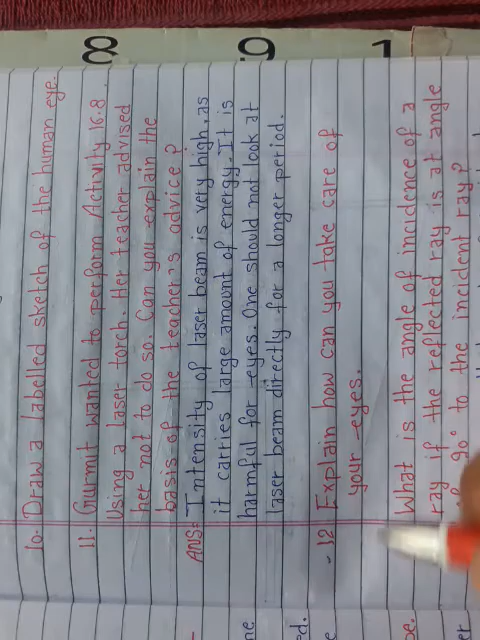 8
9
1
10. Draw a labelled sketch of the human eye.
11. Gurmit wanted to perform Activity 16.8
Using a laser torch. Her teacher advised
her not to do so. Can you explain the
basis of the teacher's advice?
ANS= Intensity of laser beam is very high, as
it carries large amount of energy. It is
harmful for eyes. One should not look at
laser beam directly for a longer period.
12 Explain how can you take care of
your eyes.
What is the angle of incidence of a
ray if the reflected ray is at angle
90° to the incident ray?